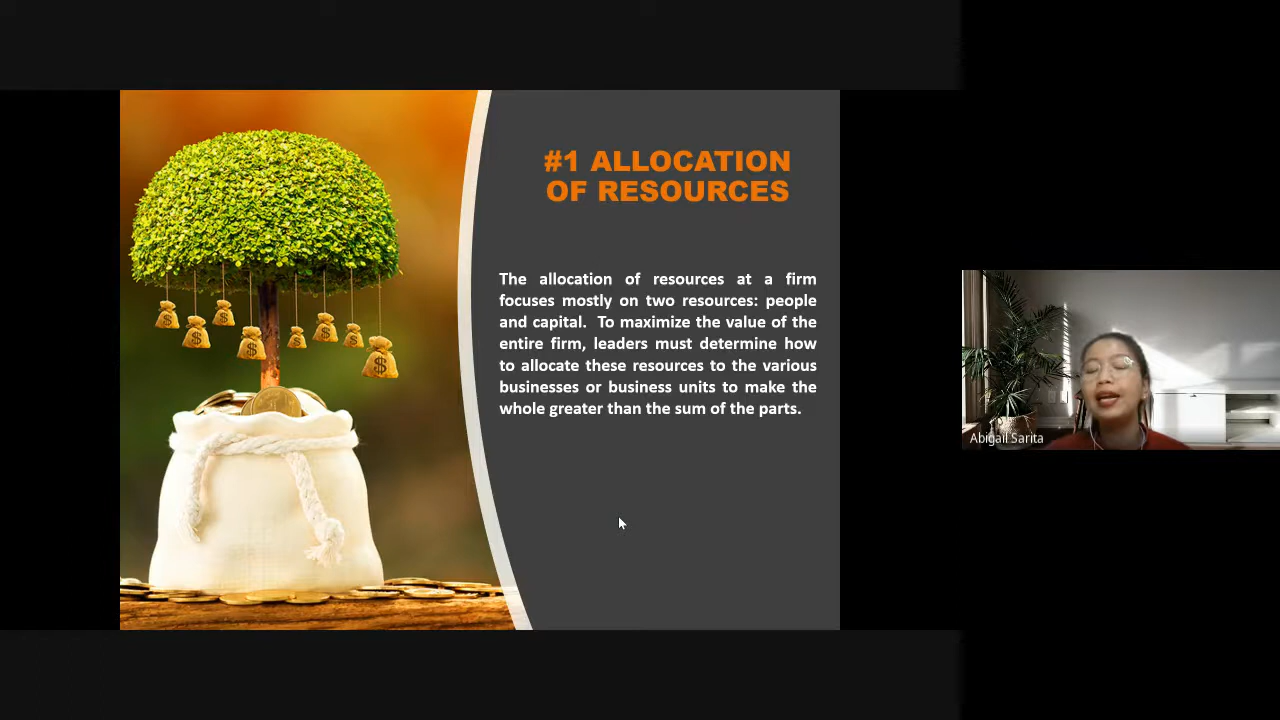 #1 ALLOCATION
OF RESOURCES
The allocation of resources at a firm
focuses mostly on two resources: people
and capital. To maximize the value of the
entire firm, leaders must determine how
to allocate these resources to the various
businesses or business units to make the
whole greater than the sum of the parts.
$ $ $ $ $ $ $ $
Abigail Sarita